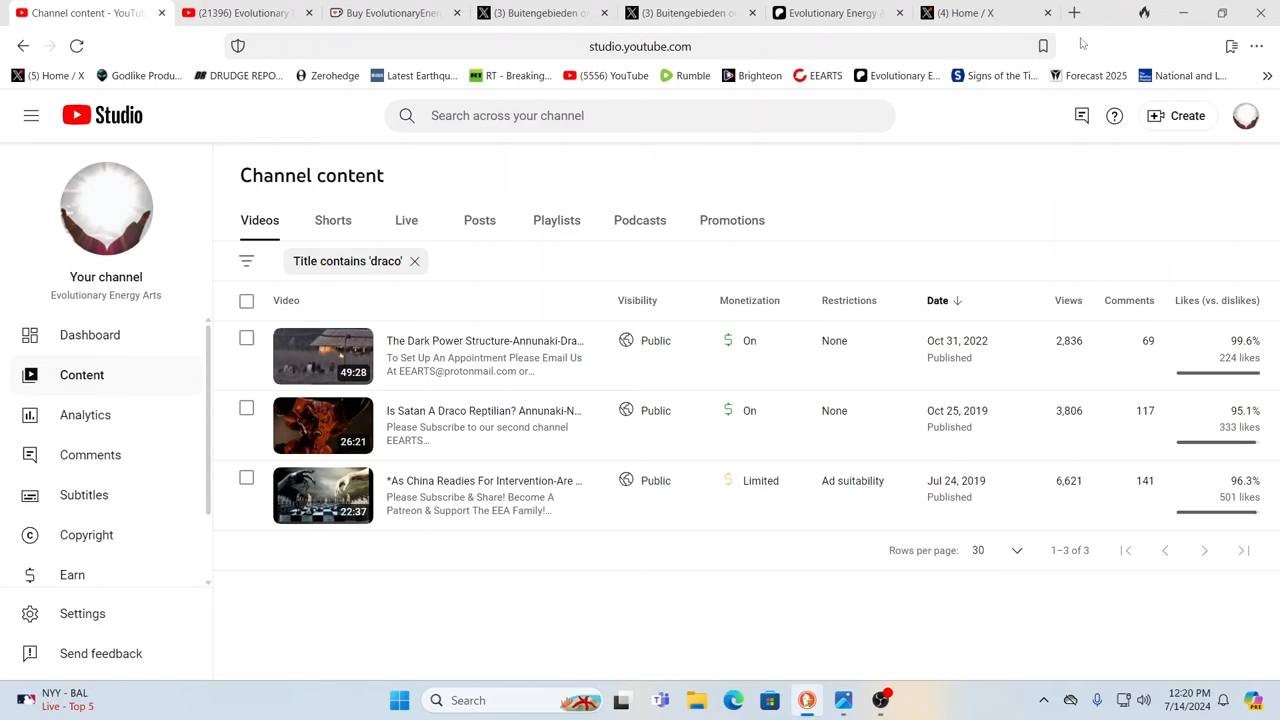 Channel content - YouT
(21396) Evolutionary
Buy EvolutionaryEner
(3) Buitengebieden o
(3) Buitengebieden o
Evolutionary Energy A
(4) Home / X
studio.youtube.com
(5) Home / X
Godlike Produ...
DRUDGE REPO...
Zerohedge
Latest Earthqu...
RT - Breaking...
(5556) YouTube
Rumble
Brighteon
EEARTS
Evolutionary E...
Signs of the Ti...
Forecast 2025
National and L...
Studio
Search across your channel
Create
Your channel
Evolutionary Energy Arts
Dashboard
Content
Analytics
Comments
Subtitles
Copyright
Earn
Settings
Send feedback
Channel content
Videos Shorts Live Posts Playlists Podcasts Promotions
Title contains 'draco'
Video Visibility Monetization Restrictions Date Views Comments Likes (vs. dislikes)
The Dark Power Structure-Annunaki-Dra... Public On None Oct 31, 2022 2,836 69 99.6%
To Set Up An Appointment Please Email Us Published 224 likes
At EEARTS@protonmail.com or...
49:28
Is Satan A Draco Reptilian? Annunaki-N... Public On None Oct 25, 2019 3,806 117 95.1%
Please Subscribe to our second channel Published 333 likes
EEARTS...
26:21
*As China Readies For Intervention-Are ... Public Limited Ad suitability Jul 24, 2019 6,621 141 96.3%
Please Subscribe & Share! Become A Published 501 likes
Patreon & Support The EEA Family!...
22:37
Rows per page: 30 1–3 of 3
NYY - BAL
Live - Top 5
Search
12:20 PM
7/14/2024